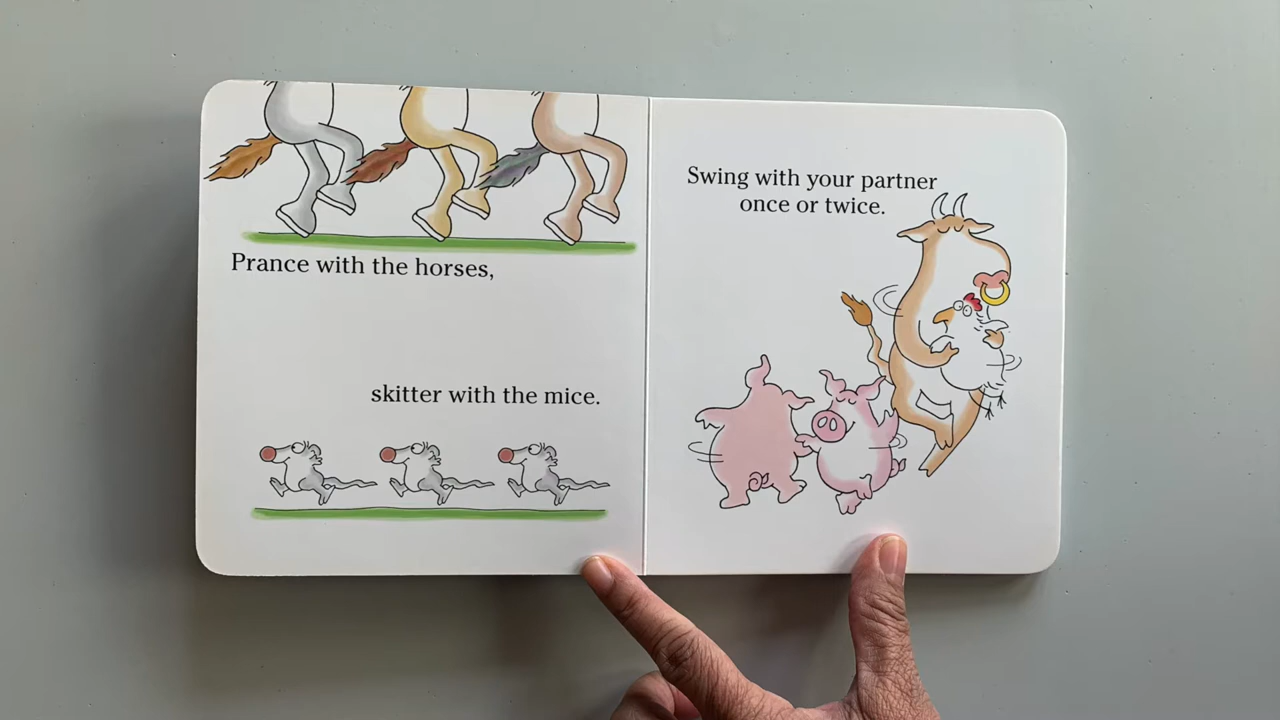 Prance with the horses,
skitter with the mice.
Swing with your partner
once or twice.